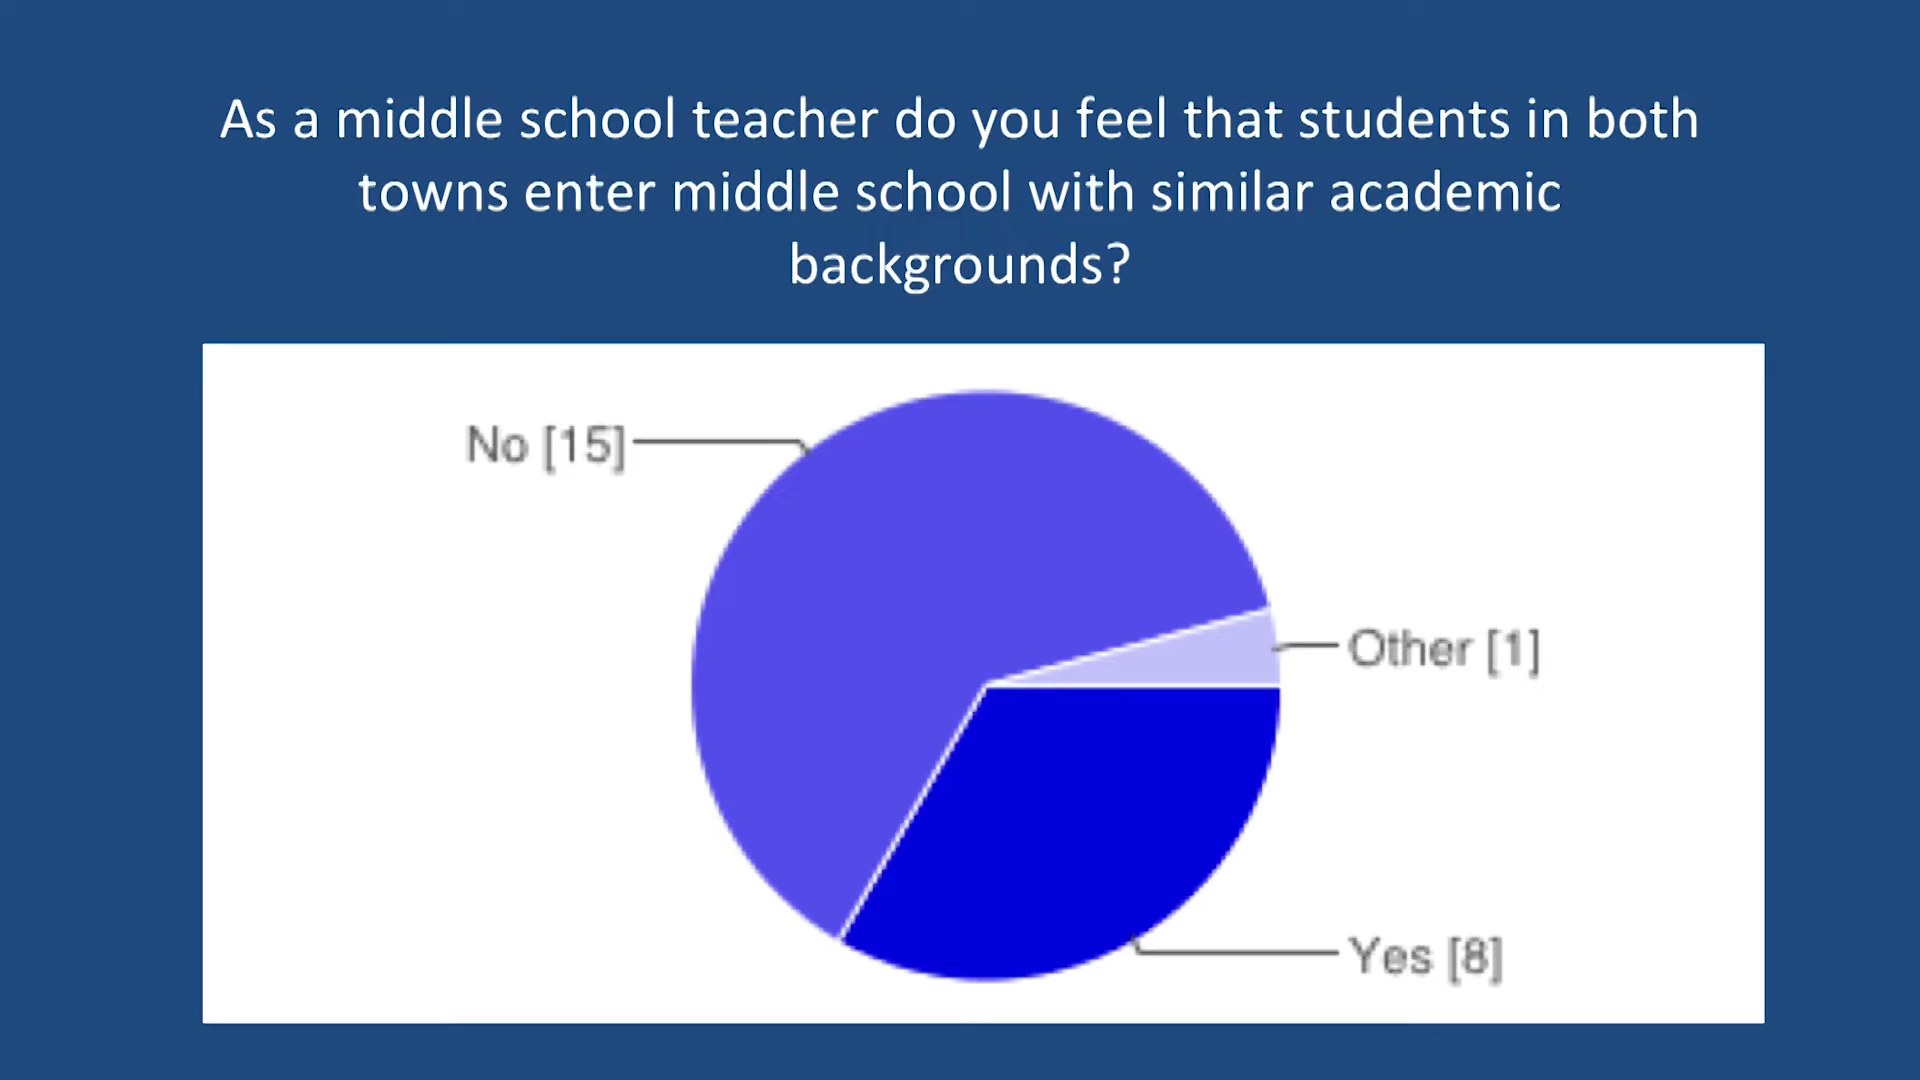 As a middle school teacher do you feel that students in both
towns enter middle school with similar academic
backgrounds?
No [15]
Other [1]
Yes [8]